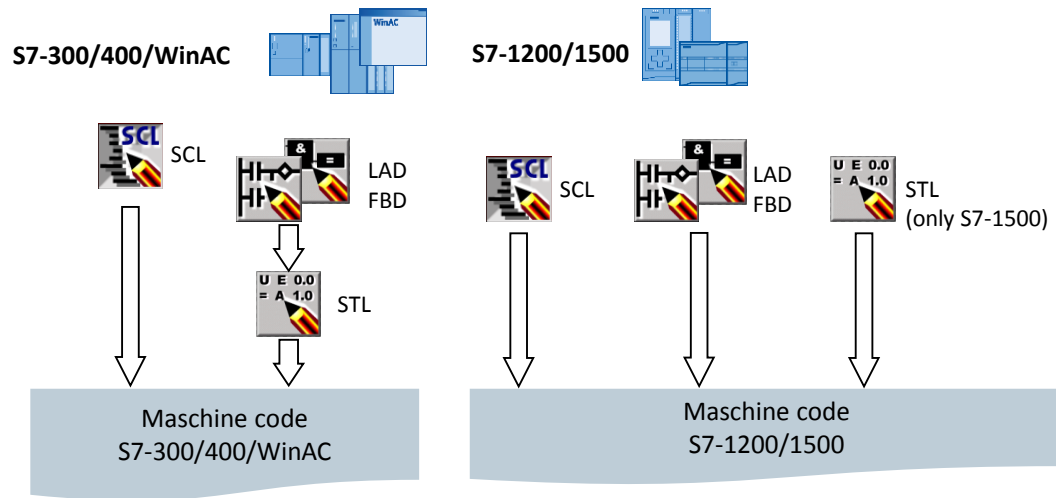 S7-300/400/WinAC
WinAC
S7-1200/1500
SCL
SCL
&
=
LAD
FBD
U E 0.0
= A 1.0
STL
Maschine code
S7-300/400/WinAC
SCL
SCL
&
=
LAD
FBD
U E 0.0
= A 1.0
STL
(only S7-1500)
Maschine code
S7-1200/1500